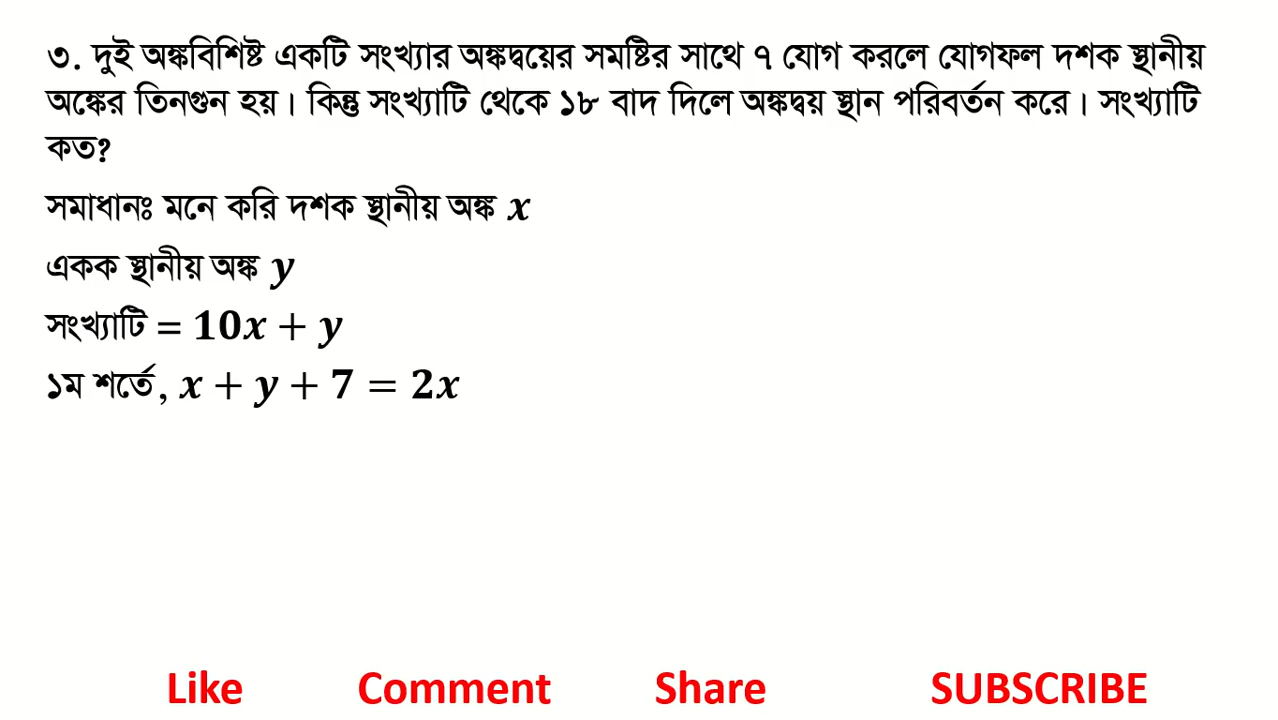 ৩. দুই অঙ্কবিশিষ্ট একটি সংখ্যার অঙ্কদ্বয়ের সমষ্টির সাথে ৭ যোগ করলে যোগফল দশক স্থানীয়
অঙ্কের তিনগুন হয়। কিন্তু সংখ্যাটি থেকে ১৮ বাদ দিলে অঙ্কদ্বয় স্থান পরিবর্তন করে। সংখ্যাটি
কত?
সমাধানঃ মনে করি দশক স্থানীয় অঙ্ক x
একক স্থানীয় অঙ্ক y
সংখ্যাটি = 10x + y
১ম শর্তে, x + y + 7 = 2x
Like Comment Share SUBSCRIBE